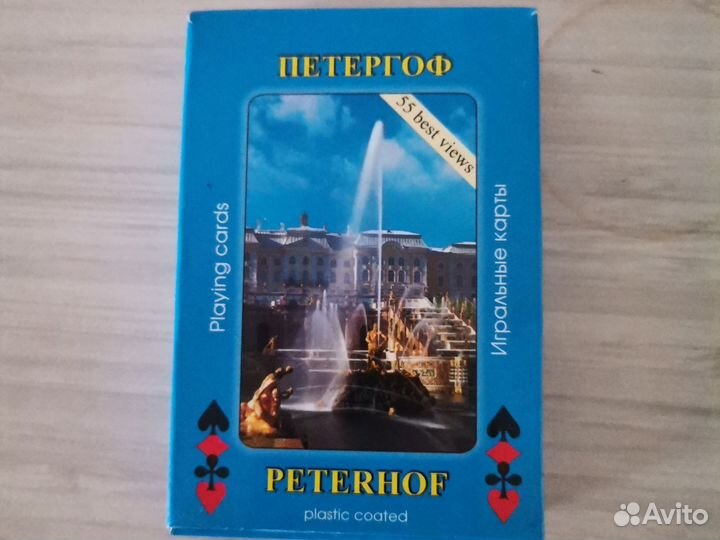 ПЕТЕРГОФ
55 best views
Playing cards
Игральные карты
PETERHOF
plastic coated
Avito